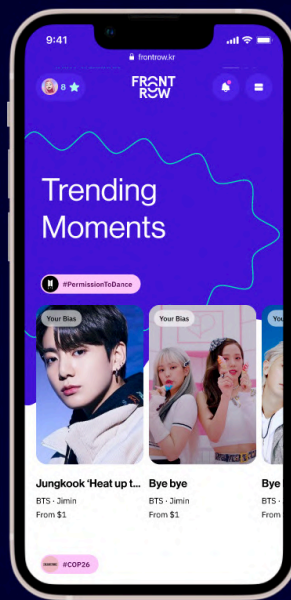 9:41
frontrow.kr
8
FRONT
ROW
Trending
Moments
#PermissionToDance
Your Bias
Your Bias
You
Jungkook ‘Heat up t...
Bye bye
Bye
BTS · Jimin
BTS · Jimin
BTS ·
From $1
From $1
From
#COP26